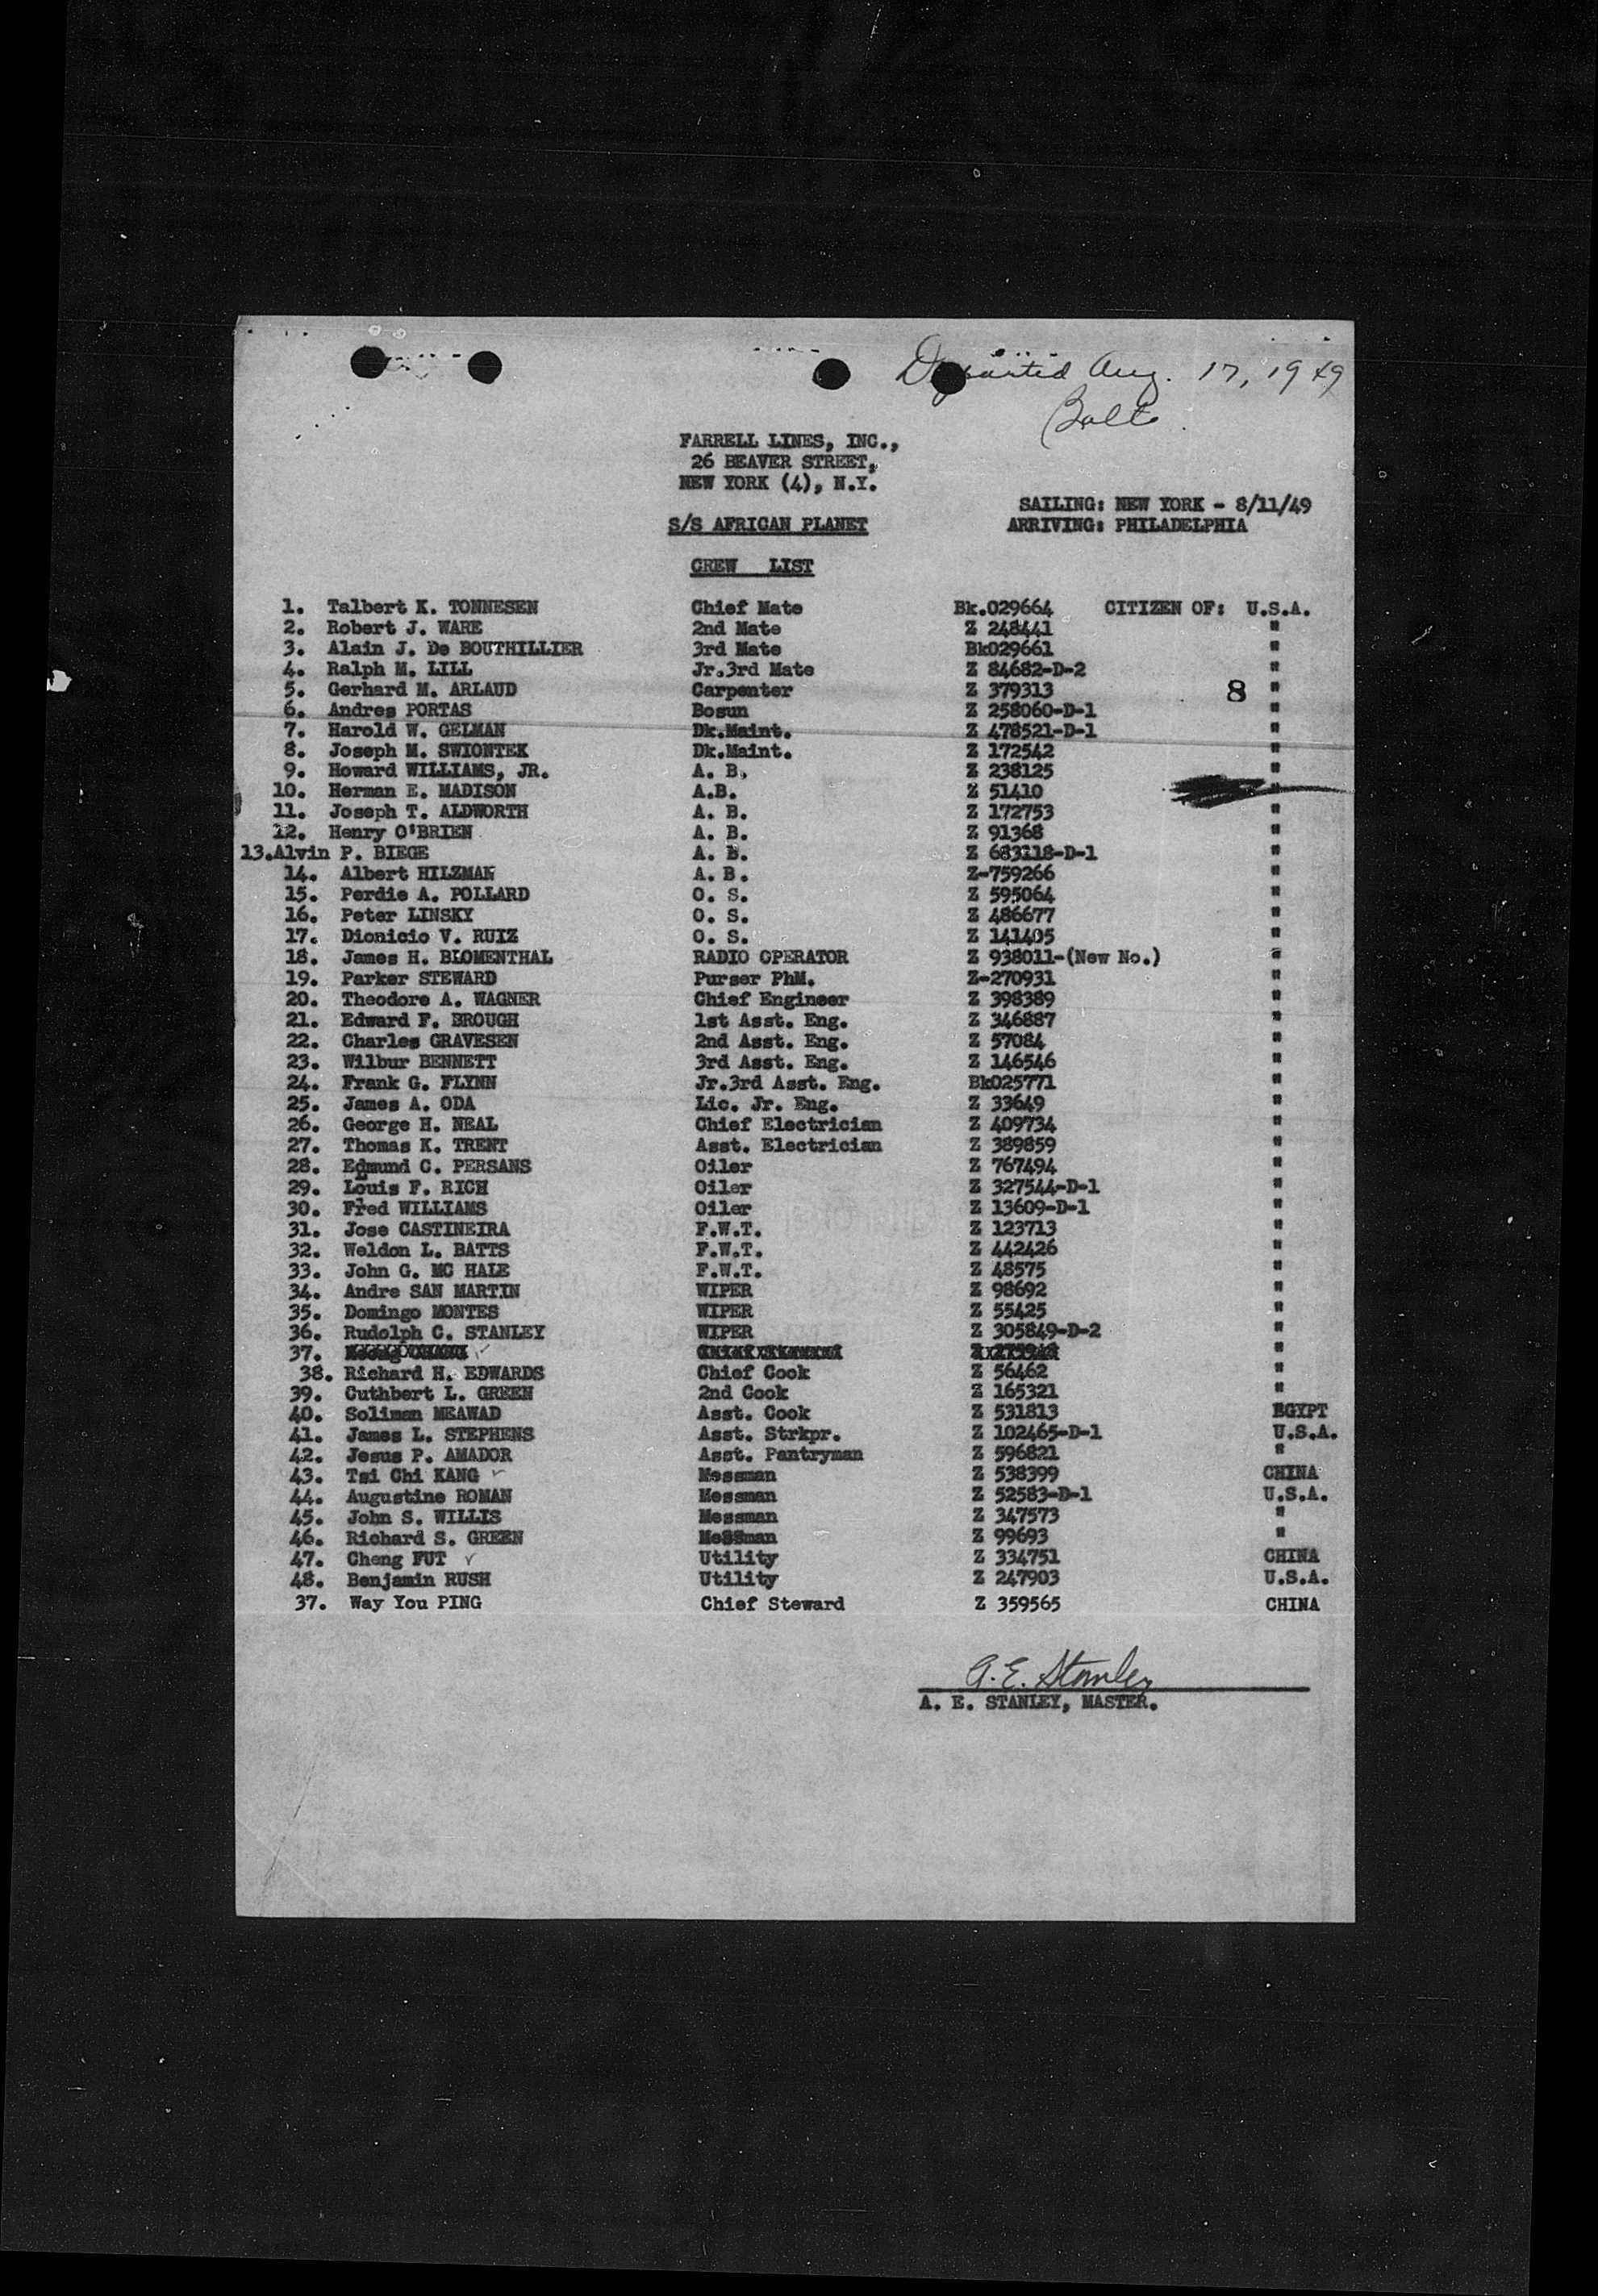 Departed Aug. 17, 1949
Balto.
FARRELL LINES, INC.,
26 BEAVER STREET,
NEW YORK (4), N.Y.
SAILING: NEW YORK - 8/11/49
S/S AFRICAN PLANET ARRIVING: PHILADELPHIA
CREW LIST
1. Talbert K. TONNESEN Chief Mate Bk.029664 CITIZEN OF: U.S.A.
2. Robert J. WARE 2nd Mate Z 248441 "
3. Alain J. De BOUTHILLIER 3rd Mate Bk029661 "
4. Ralph M. LILL Jr.3rd Mate Z 84682-D-2 "
5. Gerhard M. ARLAUD Carpenter Z 379313 8 "
6. Andres PORTAS Bosun Z 258060-D-1 "
7. Harold W. GELMAN Dk.Maint. Z 478521-D-1 "
8. Joseph M. SWIONTEK Dk.Maint. Z 172542 "
9. Howard WILLIAMS, JR. A. B. Z 238125 "
10. Herman E. MADISON A.B. Z 51410 "
11. Joseph T. ALDWORTH A. B. Z 172753 "
12. Henry O'BRIEN A. B. Z 91368 "
13.Alvin P. BIEGE A. B. Z 683118-D-1 "
14. Albert HILZMAN A. B. Z-759266 "
15. Perdie A. POLLARD O. S. Z 595064 "
16. Peter LINSKY O. S. Z 486677 "
17. Dionicio V. RUIZ O. S. Z 141405 "
18. James H. BLOMENTHAL RADIO OPERATOR Z 938011-(New No.) "
19. Parker STEWARD Purser PhM. Z-270931 "
20. Theodore A. WAGNER Chief Engineer Z 398389 "
21. Edward F. BROUGH 1st Asst. Eng. Z 346887 "
22. Charles GRAVESEN 2nd Asst. Eng. Z 57084 "
23. Wilbur BENNETT 3rd Asst. Eng. Z 146546 "
24. Frank G. FLYNN Jr.3rd Asst. Eng. Bk025771 "
25. James A. ODA Lic. Jr. Eng. Z 33649 "
26. George H. NEAL Chief Electrician Z 409734 "
27. Thomas K. TRENT Asst. Electrician Z 389859 "
28. Edmund C. PERSANS Oiler Z 767494 "
29. Louis F. RICH Oiler Z 327544-D-1 "
30. Fred WILLIAMS Oiler Z 13609-D-1 "
31. Jose CASTINEIRA F.W.T. Z 123713 "
32. Weldon L. BATTS F.W.T. Z 442426 "
33. John G. MC HALE F.W.T. Z 48575 "
34. Andre SAN MARTIN WIPER Z 98692 "
35. Domingo MONTES WIPER Z 55425 "
36. Rudolph C. STANLEY WIPER Z 305849-D-2 "
37. "
38. Richard H. EDWARDS Chief Cook Z 56462 "
39. Cuthbert L. GREEN 2nd Cook Z 165321 "
40. Soliman MEAWAD Asst. Cook Z 531813 EGYPT
41. James L. STEPHENS Asst. Strkpr. Z 102465-D-1 U.S.A.
42. Jesus P. AMADOR Asst. Pantryman Z 596821 "
43. Tsi Chi KANG Messman Z 538399 CHINA
44. Augustine ROMAN Messman Z 52583-D-1 U.S.A.
45. John S. WILLIS Messman Z 347573 "
46. Richard S. GREEN Messman Z 99693 "
47. Cheng FUT Utility Z 334751 CHINA
48. Benjamin RUSH Utility Z 247903 U.S.A.
37. Way You PING Chief Steward Z 359565 CHINA
A. E. Stanley
A. E. STANLEY, MASTER.